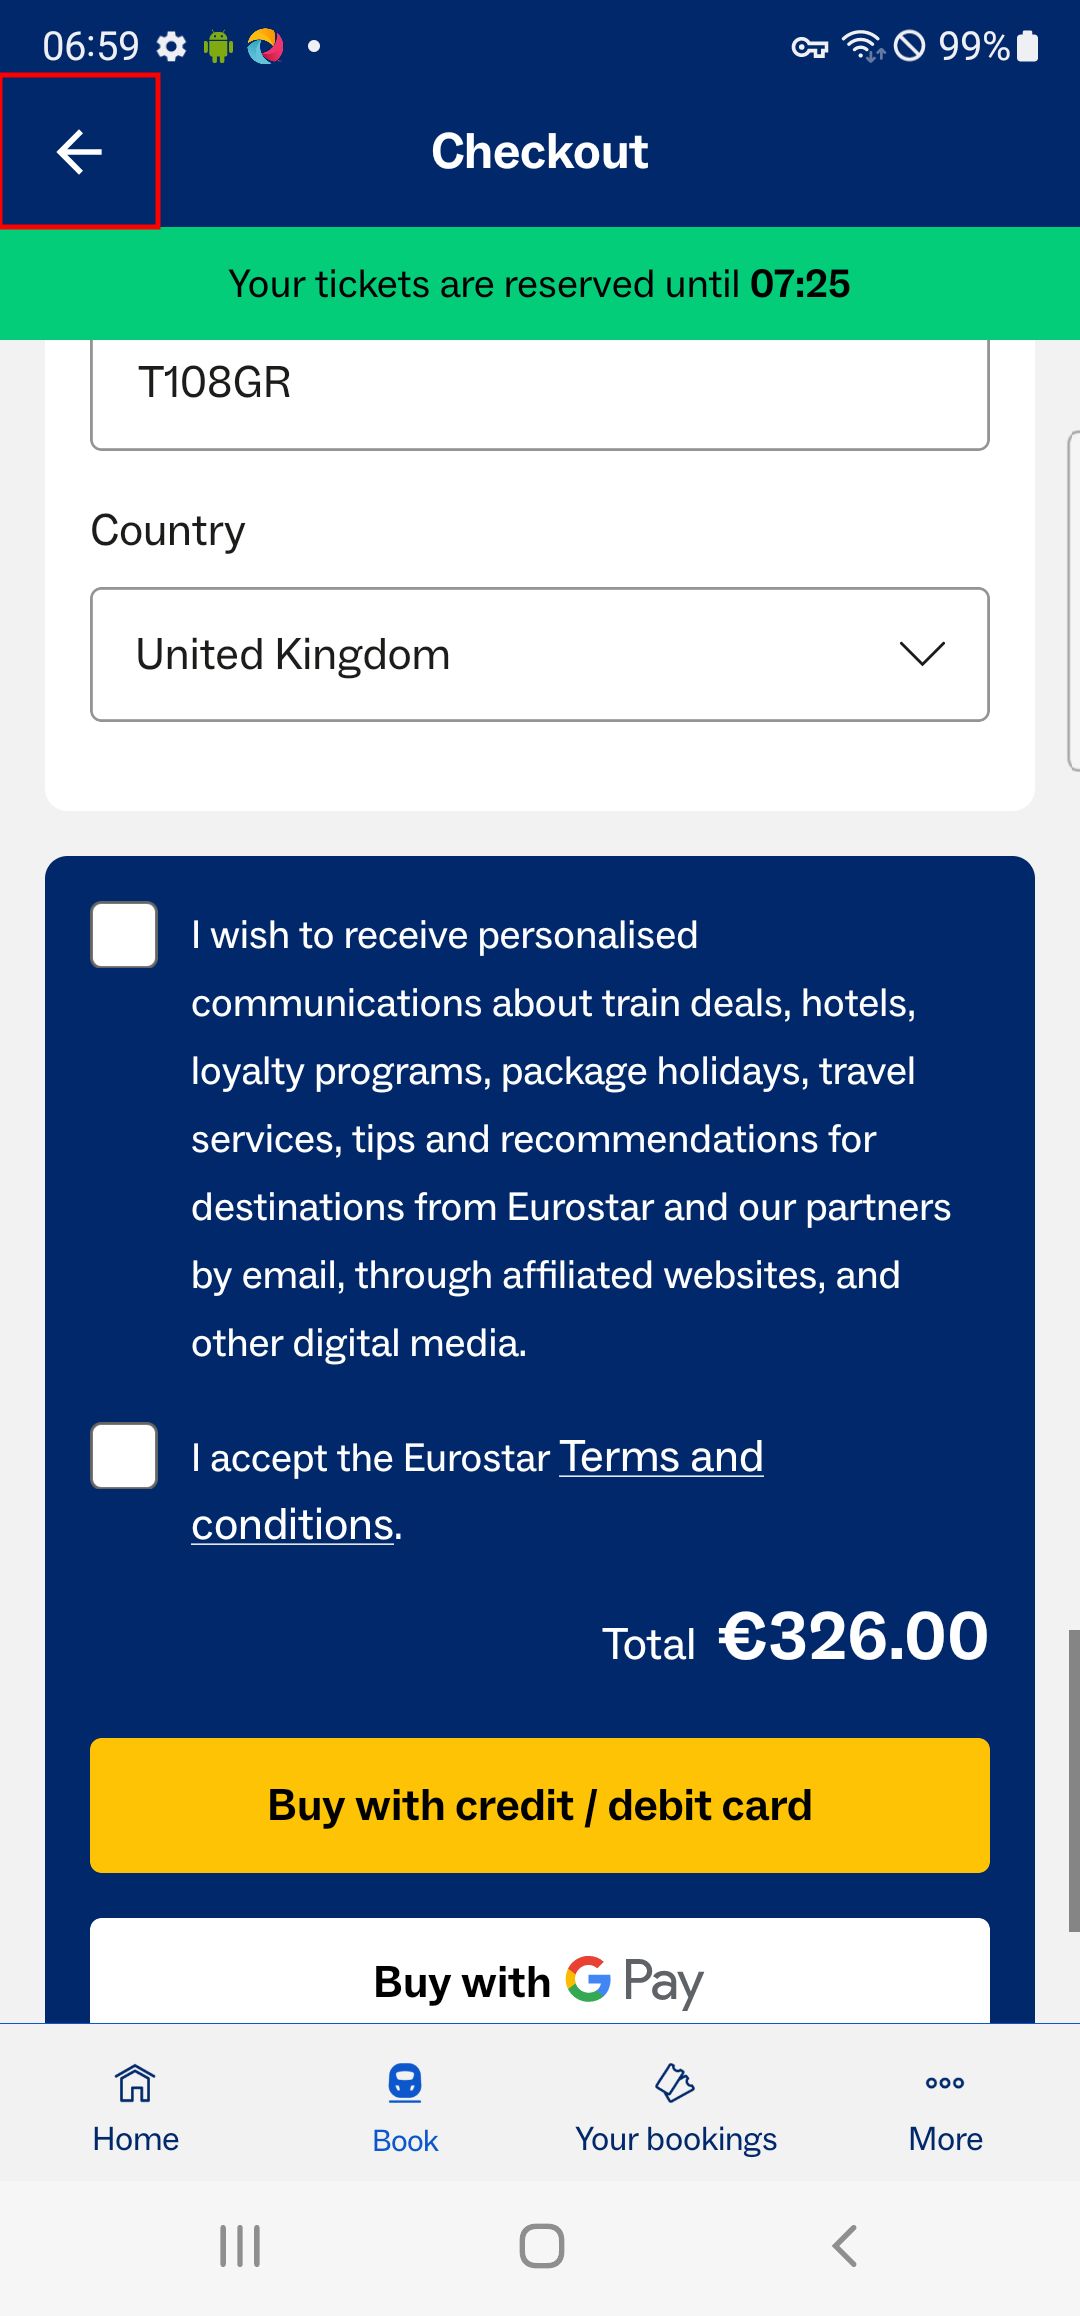 06:59
99%
Checkout
Your tickets are reserved until 07:25
T108GR
Country
United Kingdom
I wish to receive personalised
communications about train deals, hotels,
loyalty programs, package holidays, travel
services, tips and recommendations for
destinations from Eurostar and our partners
by email, through affiliated websites, and
other digital media.
I accept the Eurostar Terms and
conditions.
Total €326.00
Buy with credit / debit card
Buy with G Pay
Home
Book
Your bookings
More